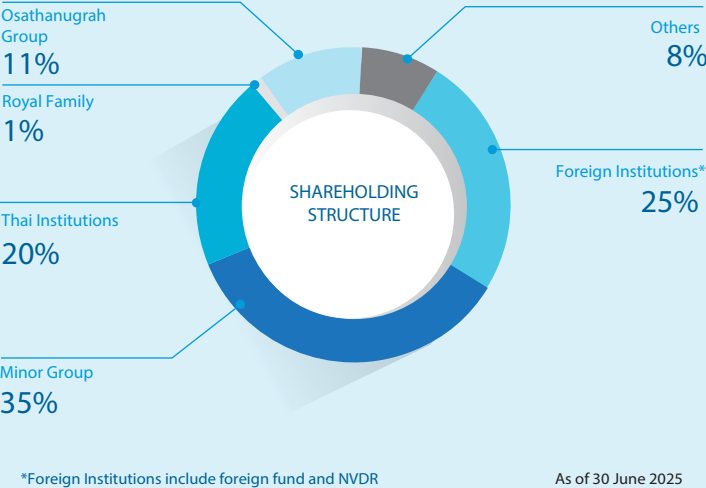 Osathanugrah
Group
11%
Royal Family
1%
Thai Institutions
20%
Minor Group
35%
SHAREHOLDING
STRUCTURE
Others
8%
Foreign Institutions*
25%
*Foreign Institutions include foreign fund and NVDR
As of 30 June 2025